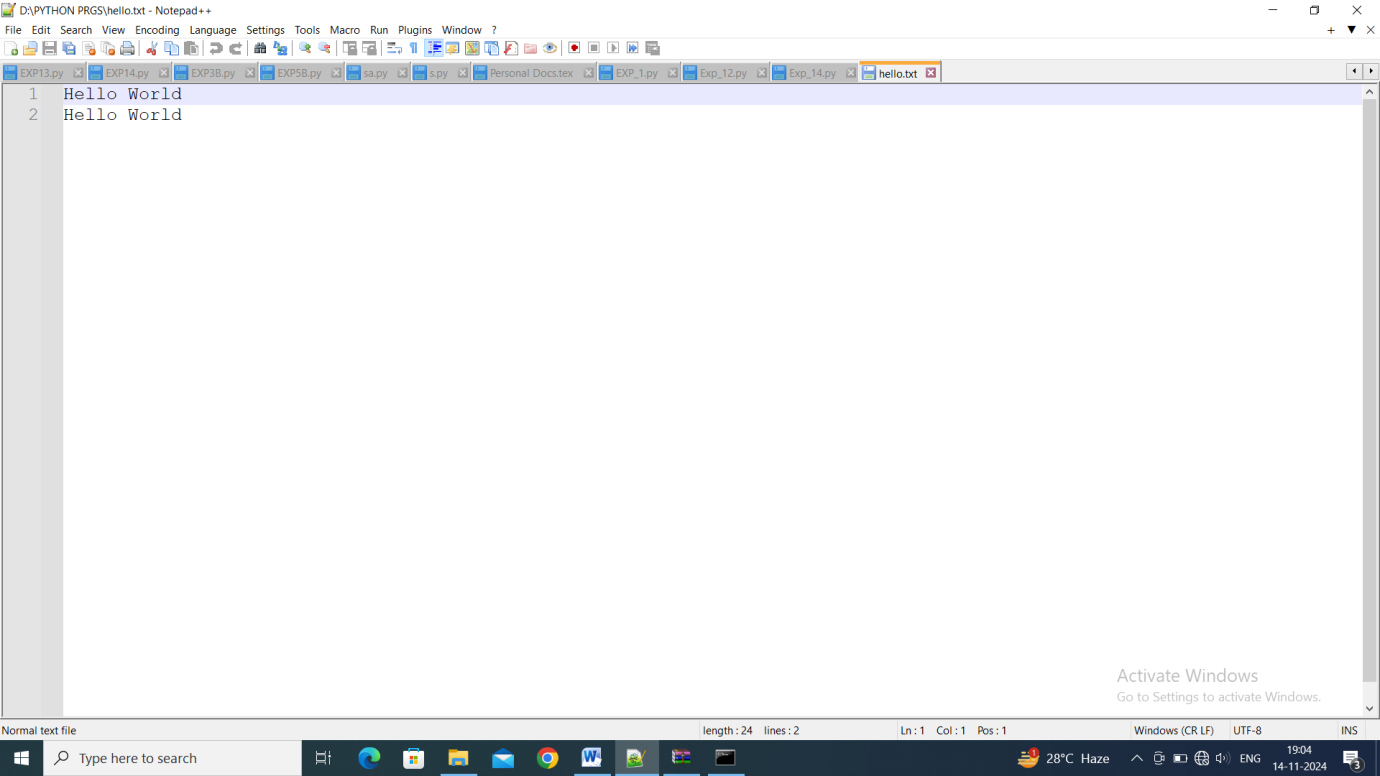 D:\PYTHON PRGS\hello.txt - Notepad++
File Edit Search View Encoding Language Settings Tools Macro Run Plugins Window ?
EXP13.py EXP14.py EXP3B.py EXP5B.py sa.py s.py Personal Docs.tex EXP_1.py Exp_12.py Exp_14.py hello.txt
1 Hello World
2 Hello World
Activate Windows
Go to Settings to activate Windows.
Normal text file length : 24 lines : 2 Ln : 1 Col : 1 Pos : 1 Windows (CR LF) UTF-8 INS
Type here to search 1 28°C Haze ENG 19:04
14-11-2024 3